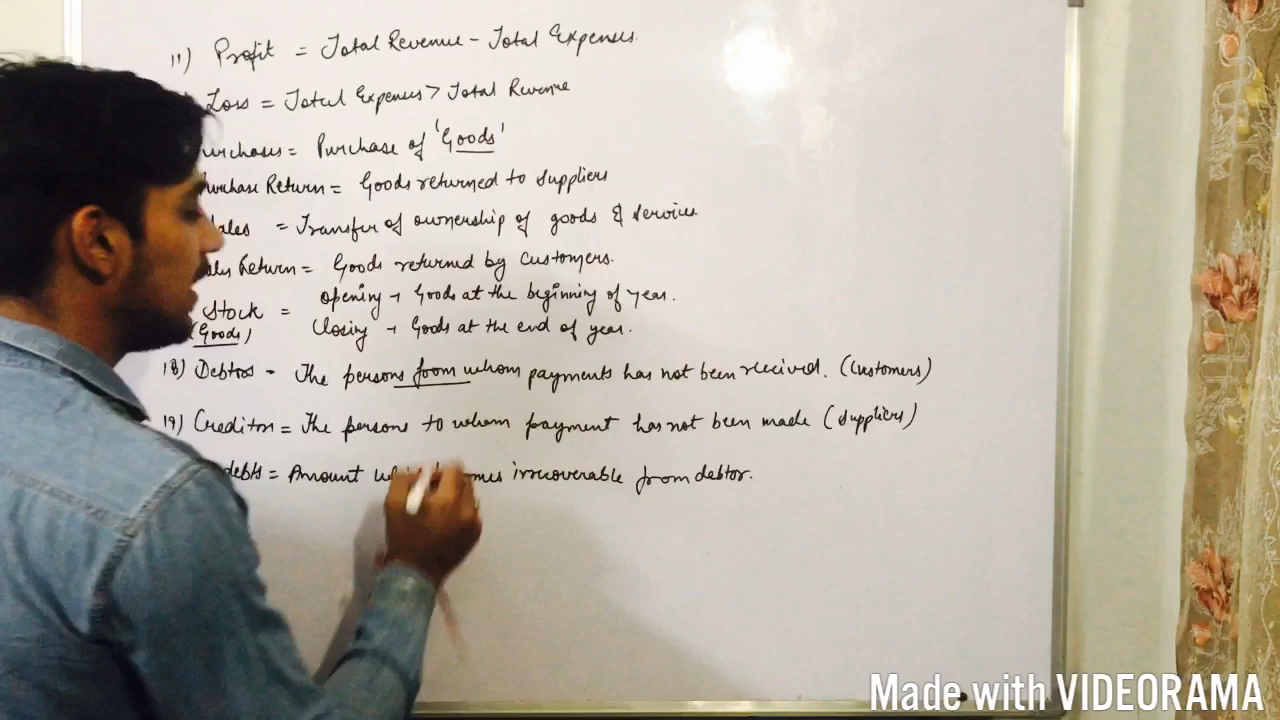 11) Profit = Total Revenue - Total Expenses.
Loss = Total Expenses > Total Revenue
urchases = Purchase of 'Goods'
urchase Return = Goods returned to suppliers
ales = Transfer of ownership of goods & services
ales Return = Goods returned by customers.
Stock = opening → Goods at the beginning of year.
(Goods) Closing → Goods at the end of year.
18) Debtors - The persons from whom payments has not been received. (customers)
19) Creditors = The persons to whom payment has not been made (suppliers)
debts = Amount irrecoverable from debtor.
Made with VIDEORAMA